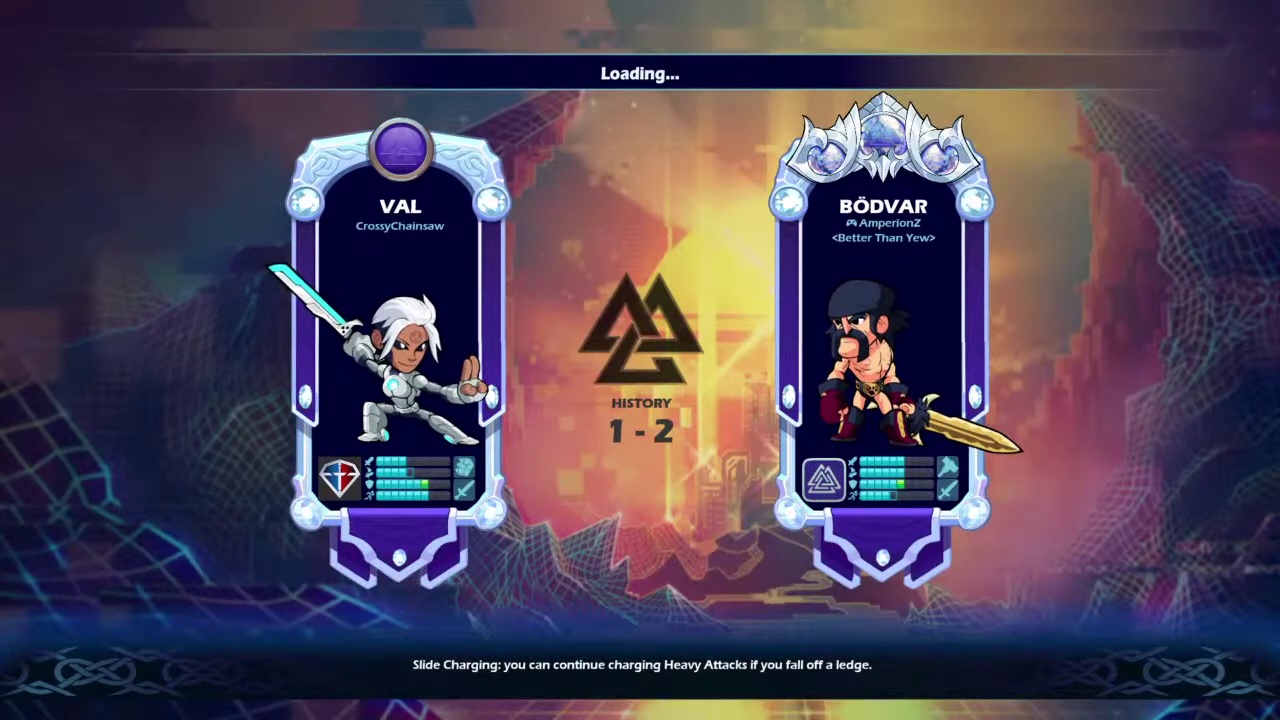 Loading...
VAL
CrossyChainsaw
BÖDVAR
AmperionZ
<Better Than Yew>
HISTORY
1 - 2
Slide Charging: you can continue charging Heavy Attacks if you fall off a ledge.